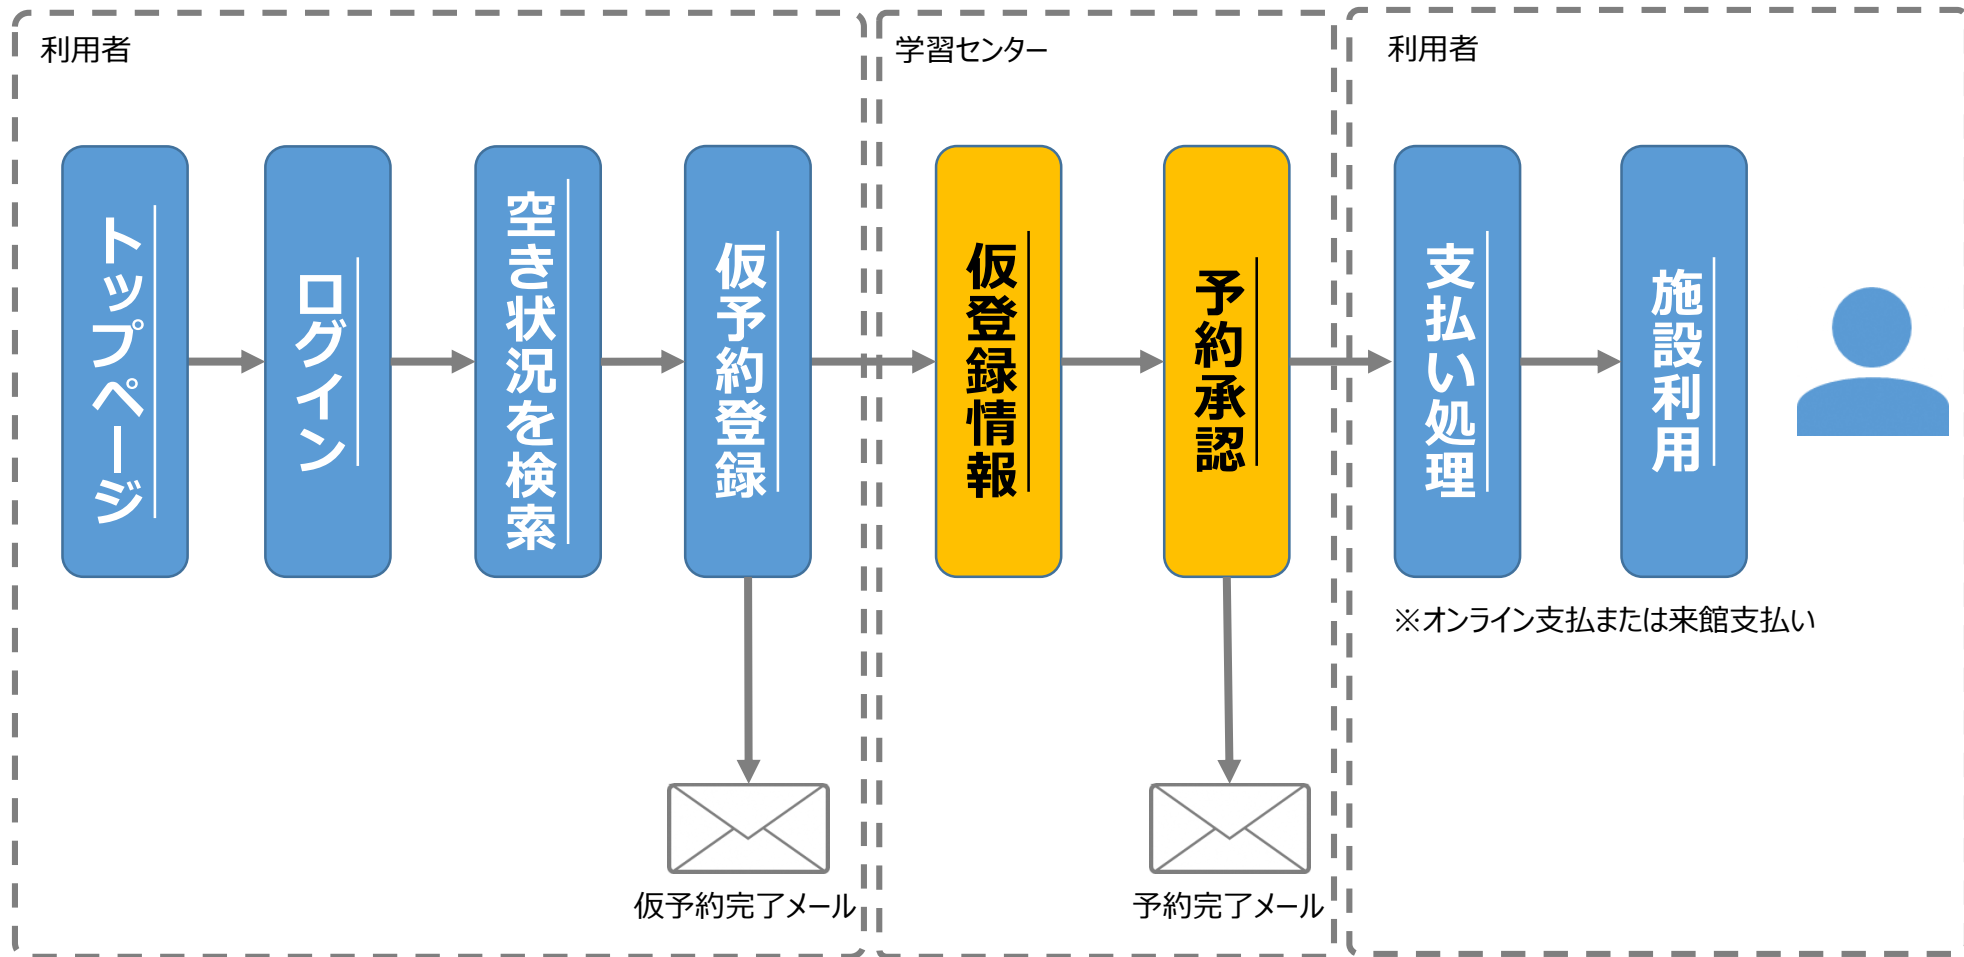 利用者
トップページ
ログイン
空き状況を検索
仮予約登録
仮予約完了メール
学習センター
仮登録情報
予約承認
予約完了メール
利用者
支払い処理
施設利用
※オンライン支払または来館支払い